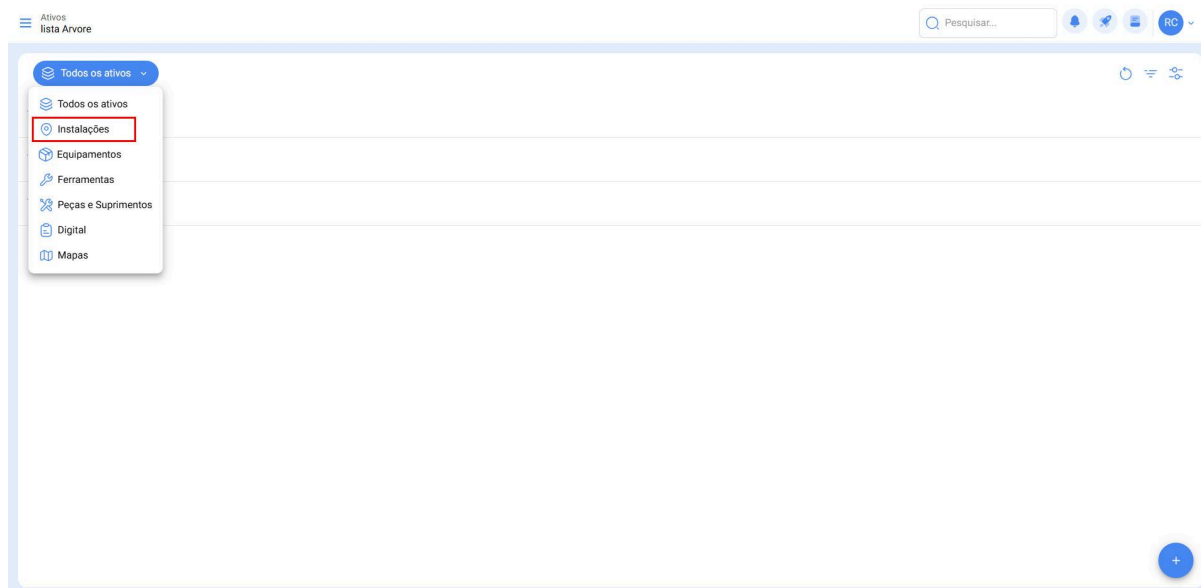 Ativos
lista Arvore
Pesquisar...
RC
Todos os ativos
Todos os ativos
Instalações
Equipamentos
Ferramentas
Peças e Suprimentos
Digital
Mapas